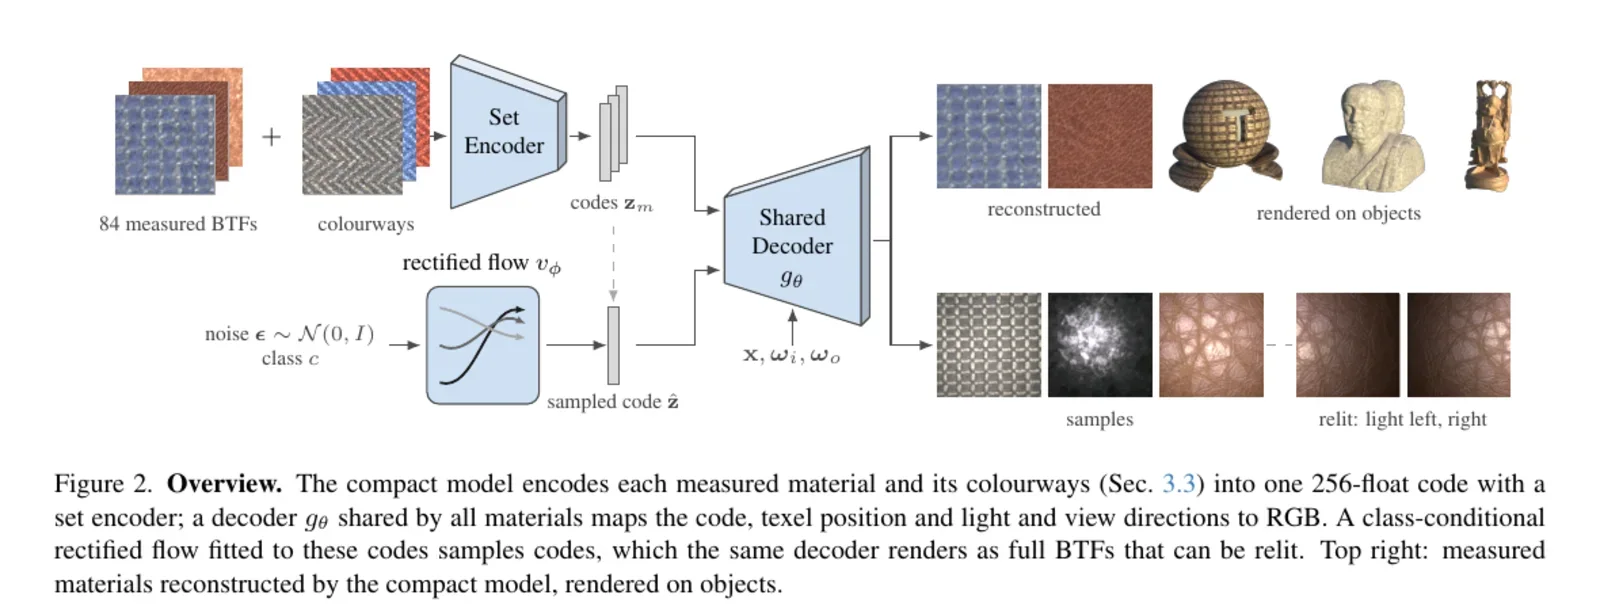 Set
Encoder
84 measured BTFs
+
colourways
codes z_m
rectified flow v_ϕ
noise ϵ ∼ N(0, I)
class c
sampled code ẑ
Shared
Decoder
g_θ
x, ω_i, ω_o
reconstructed
rendered on objects
samples
relit: light left, right
Figure 2. Overview. The compact model encodes each measured material and its colourways (Sec. 3.3) into one 256-float code with a
set encoder; a decoder g_θ shared by all materials maps the code, texel position and light and view directions to RGB. A class-conditional
rectified flow fitted to these codes samples codes, which the same decoder renders as full BTFs that can be relit. Top right: measured
materials reconstructed by the compact model, rendered on objects.